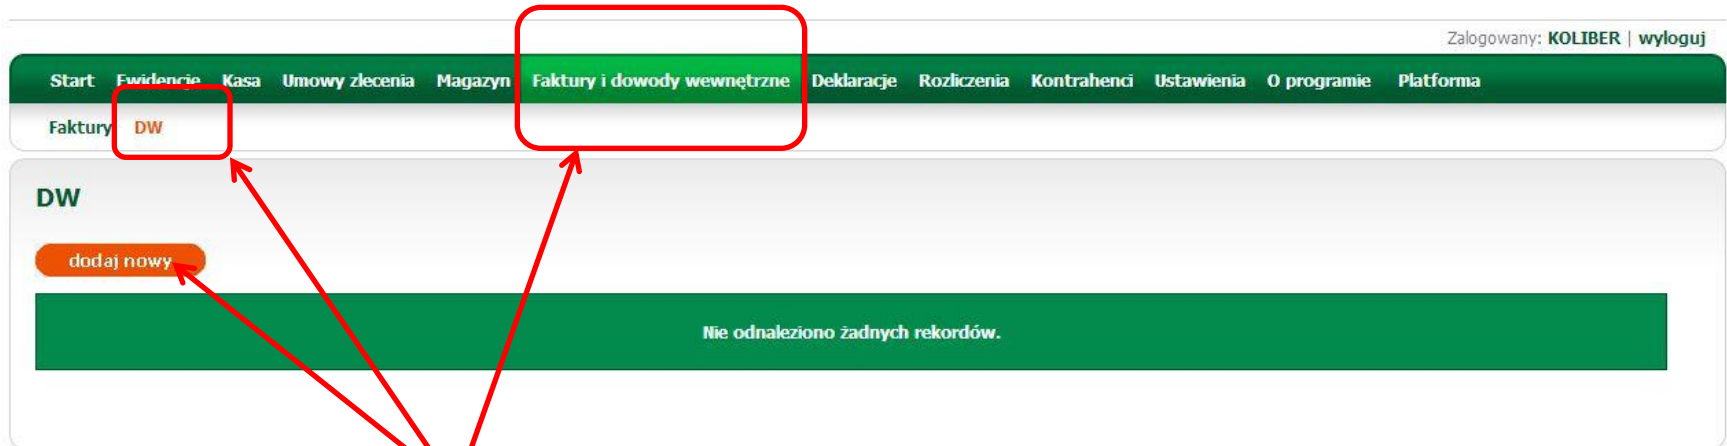 Zalogowany: KOLIBER | wyloguj
Start Ewidencje Kasa Umowy zlecenia Magazyn Faktury i dowody wewnętrzne Deklaracje Rozliczenia Kontrahenci Ustawienia O programie Platforma
Faktury DW
DW
dodaj nowy
Nie odnaleziono żadnych rekordów.